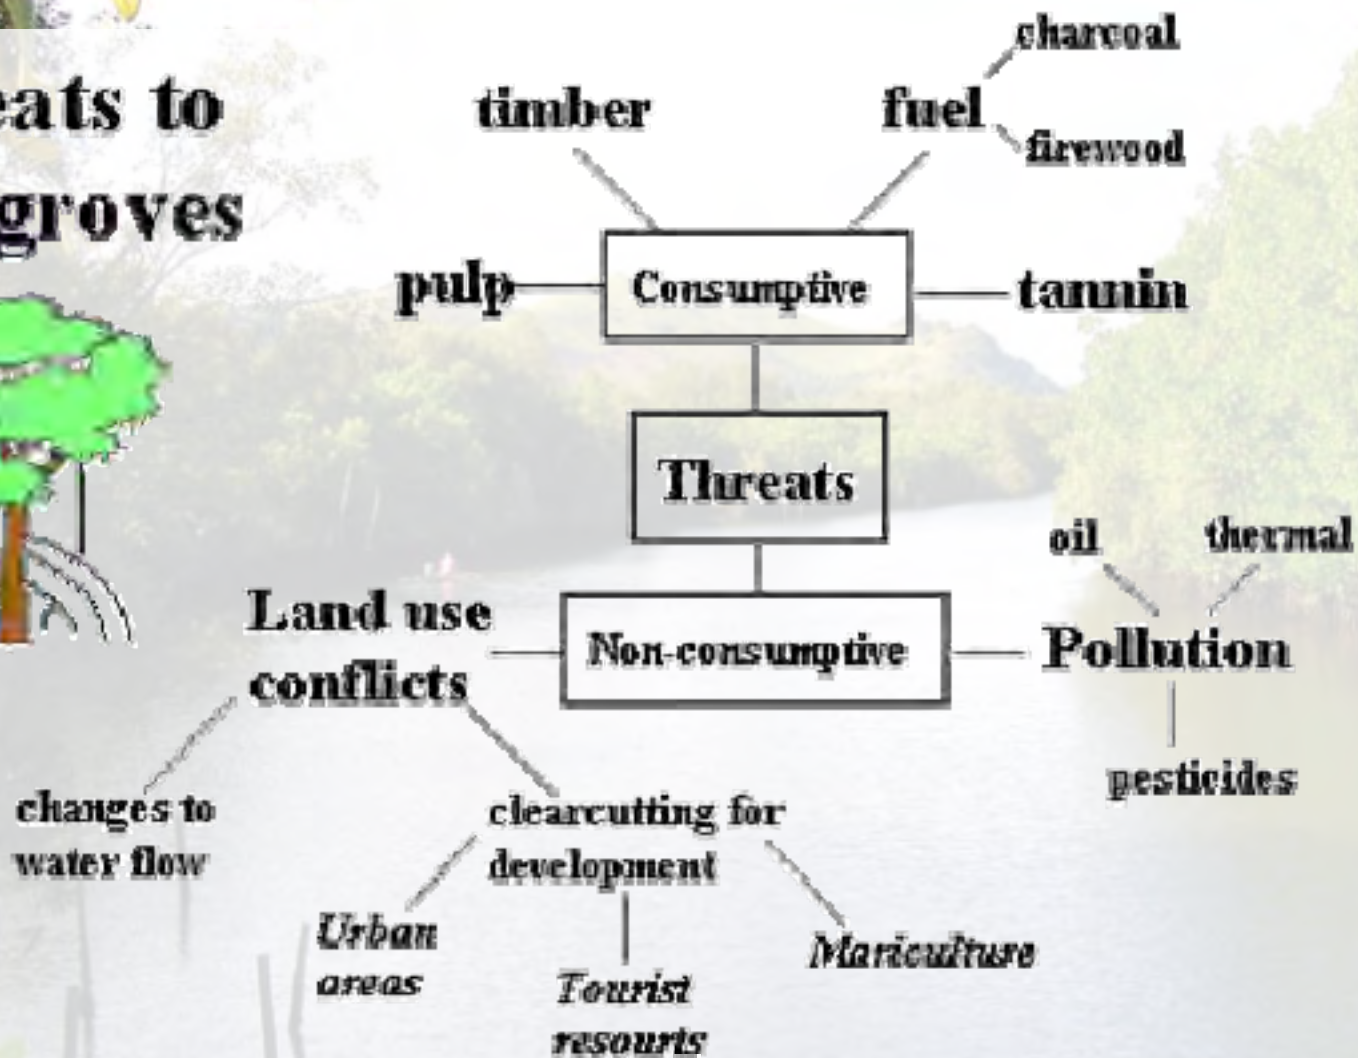 eats to
groves
charcoal
timber
fuel
firewood
pulp
Consumptive
tannin
Threats
oil
thermal
Land use
conflicts
Non-consumptive
Pollution
pesticides
changes to
water flow
clearcutting for
development
Urban
areas
Tourist
resourts
Mariculture